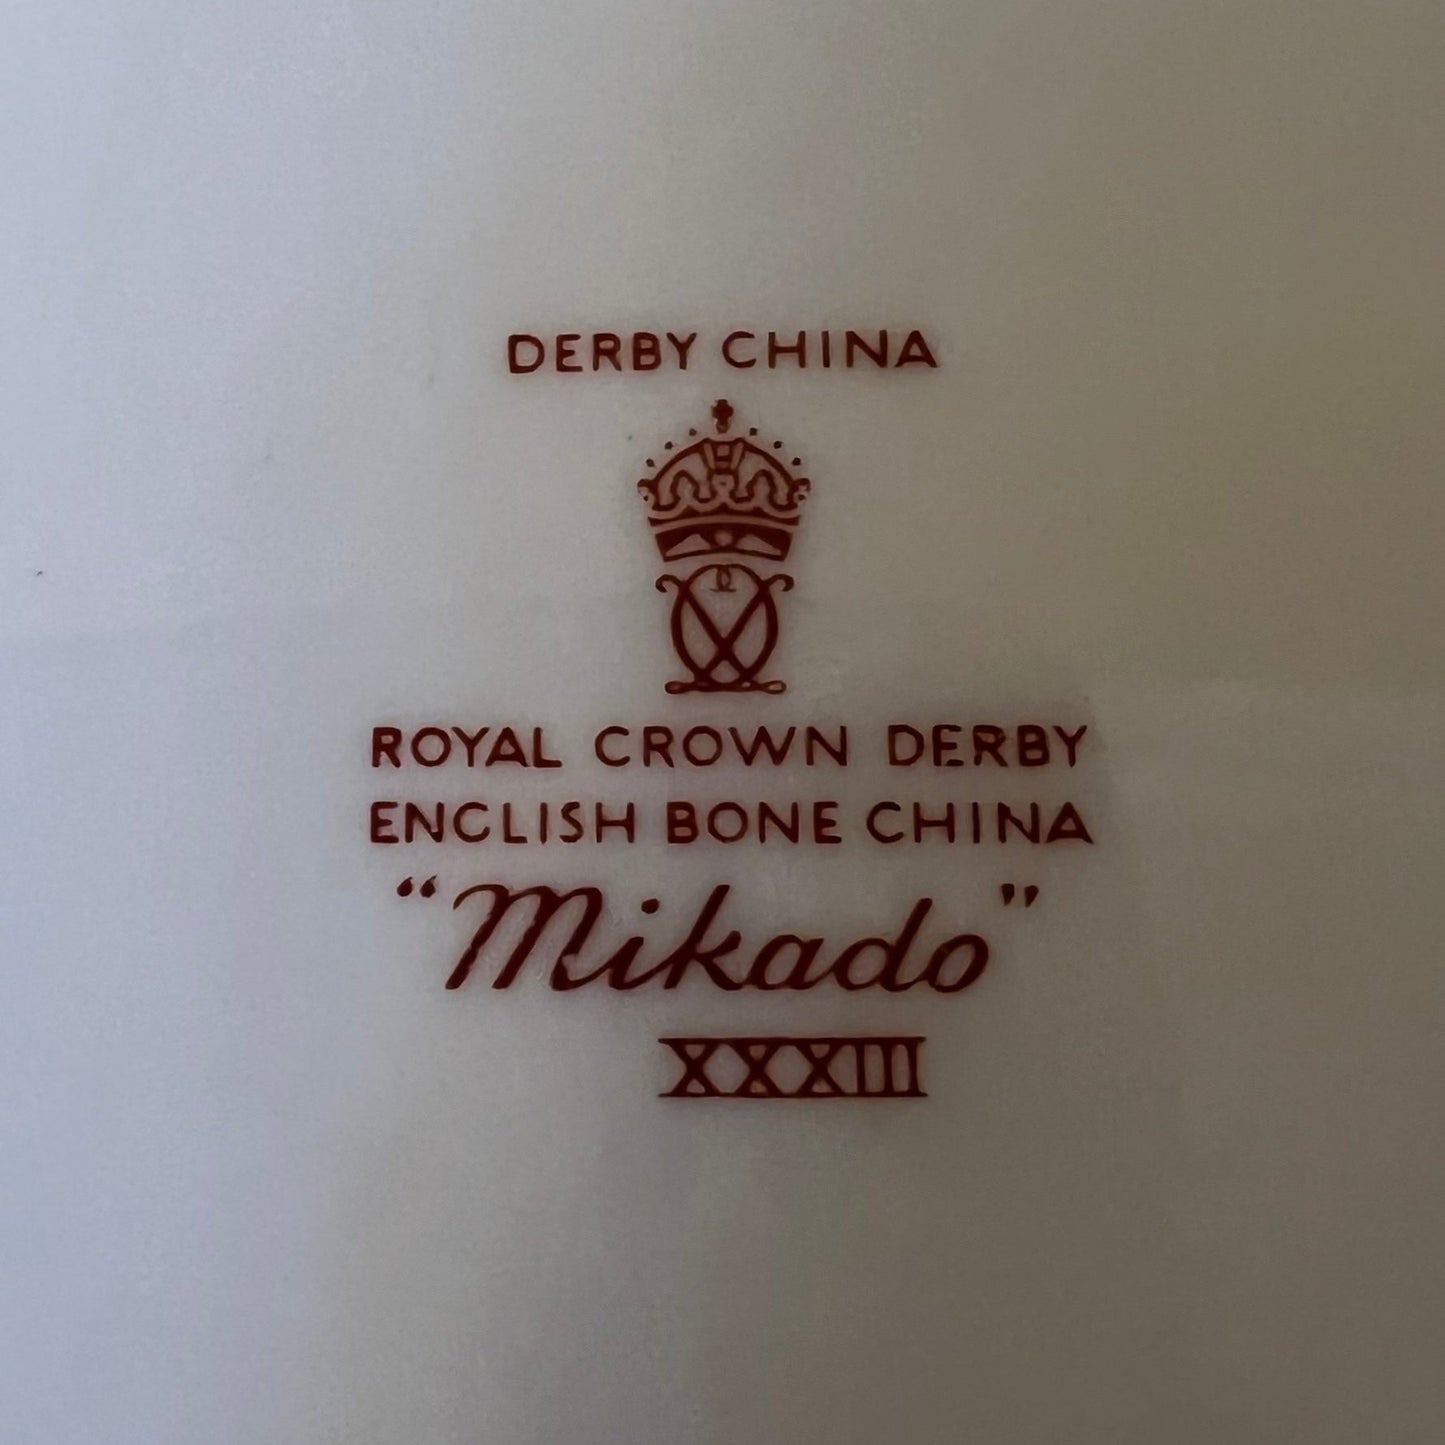 DERBY CHINA
ROYAL CROWN DERBY
ENGLISH BONE CHINA
“Mikado”
XXXIII